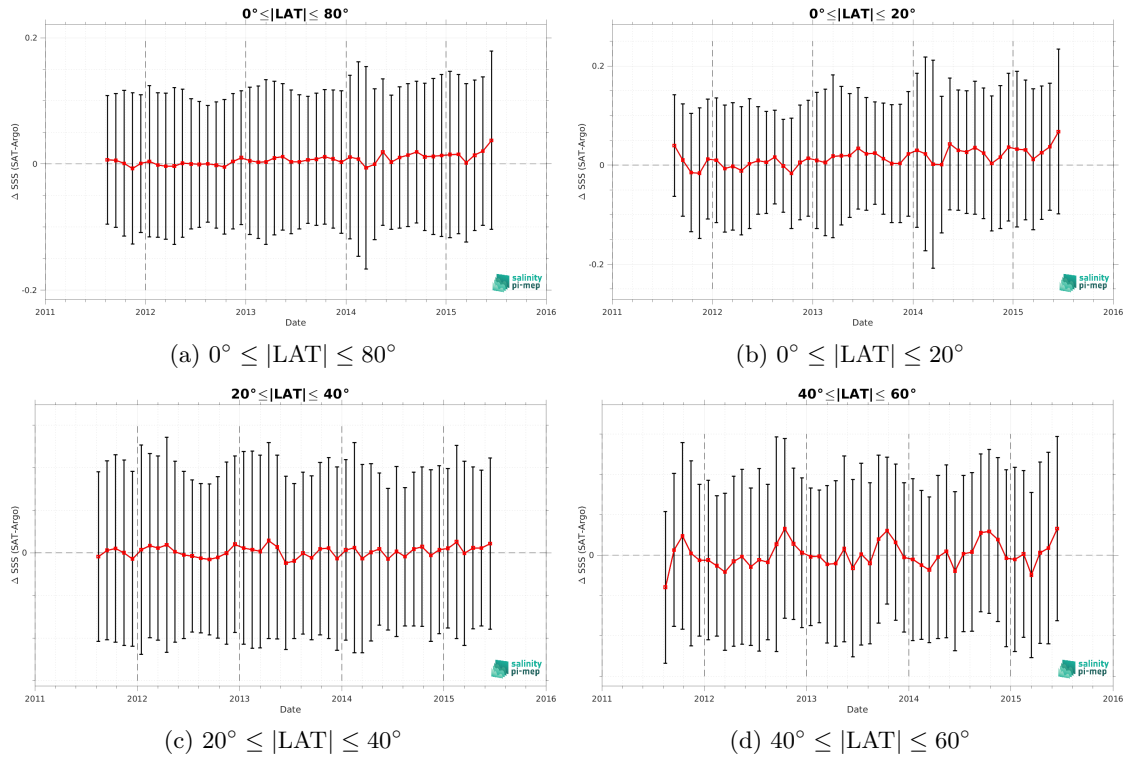 0°≤|LAT|≤ 80°
0.2
0
-0.2
Δ SSS (SAT-Argo)
2011 2012 2013 2014 2015 2016
Date
salinity
pi-mep
(a) 0° ≤ |LAT| ≤ 80°
0°≤|LAT|≤ 20°
0.2
0
-0.2
Δ SSS (SAT-Argo)
2011 2012 2013 2014 2015 2016
Date
salinity
pi-mep
(b) 0° ≤ |LAT| ≤ 20°
20°≤|LAT|≤ 40°
0
Δ SSS (SAT-Argo)
2011 2012 2013 2014 2015 2016
Date
salinity
pi-mep
(c) 20° ≤ |LAT| ≤ 40°
40°≤|LAT|≤ 60°
0
Δ SSS (SAT-Argo)
2011 2012 2013 2014 2015 2016
Date
salinity
pi-mep
(d) 40° ≤ |LAT| ≤ 60°